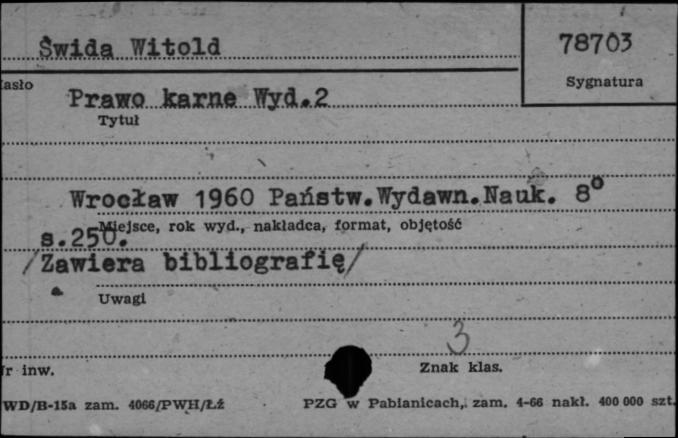 Świda Witold
78703
Sygnatura
asło
Prawo karne Wyd.2
Tytuł
Wrocław 1960 Państw.Wydawn.Nauk. 8°
Miejsce, rok wyd., nakładca, format, objętość
s.250.
/Zawiera bibliografię/
Uwagi
3
r inw.
Znak klas.
WD/B-15a zam. 4066/PWH/Łź
PZG w Pabianicach, zam. 4-66 nakł. 400 000 szt.